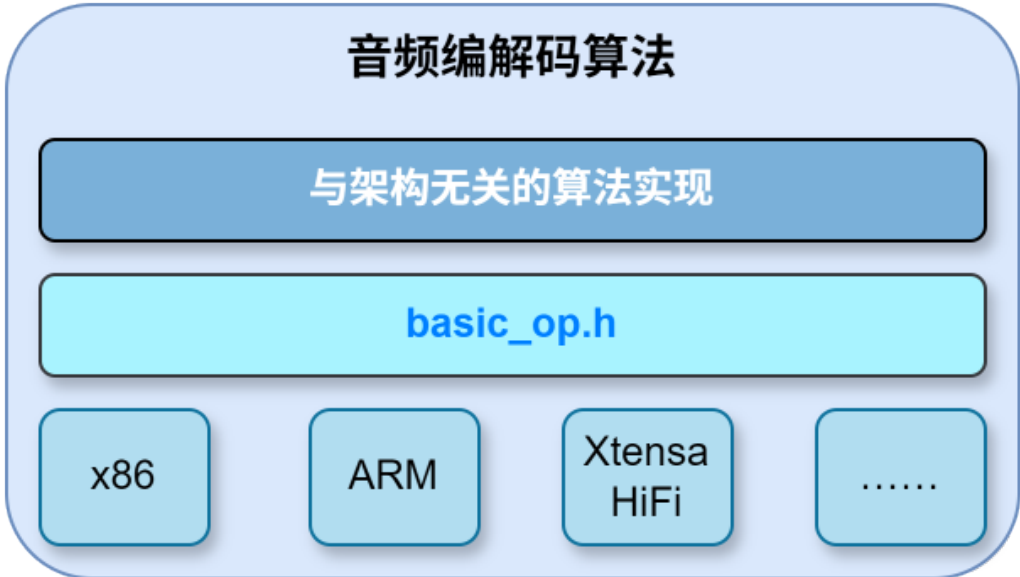 音频编解码算法
与架构无关的算法实现
basic_op.h
x86
ARM
Xtensa
HiFi
……